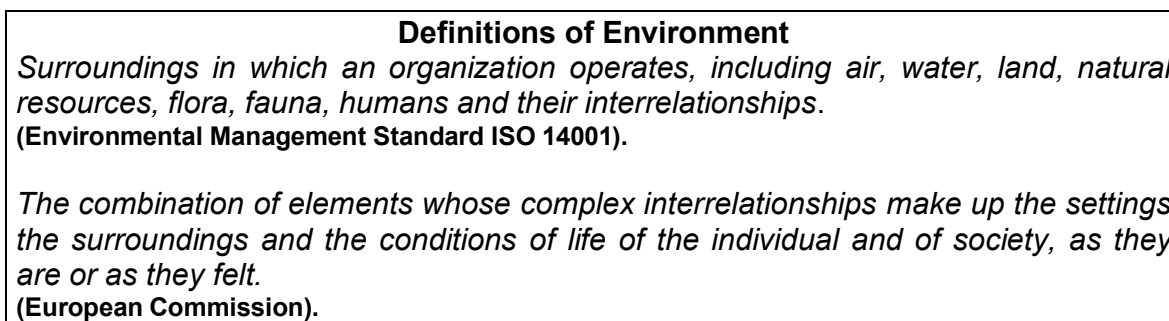 Definitions of Environment
Surroundings in which an organization operates, including air, water, land, natural
resources, flora, fauna, humans and their interrelationships.
(Environmental Management Standard ISO 14001).
The combination of elements whose complex interrelationships make up the settings
the surroundings and the conditions of life of the individual and of society, as they
are or as they felt.
(European Commission).